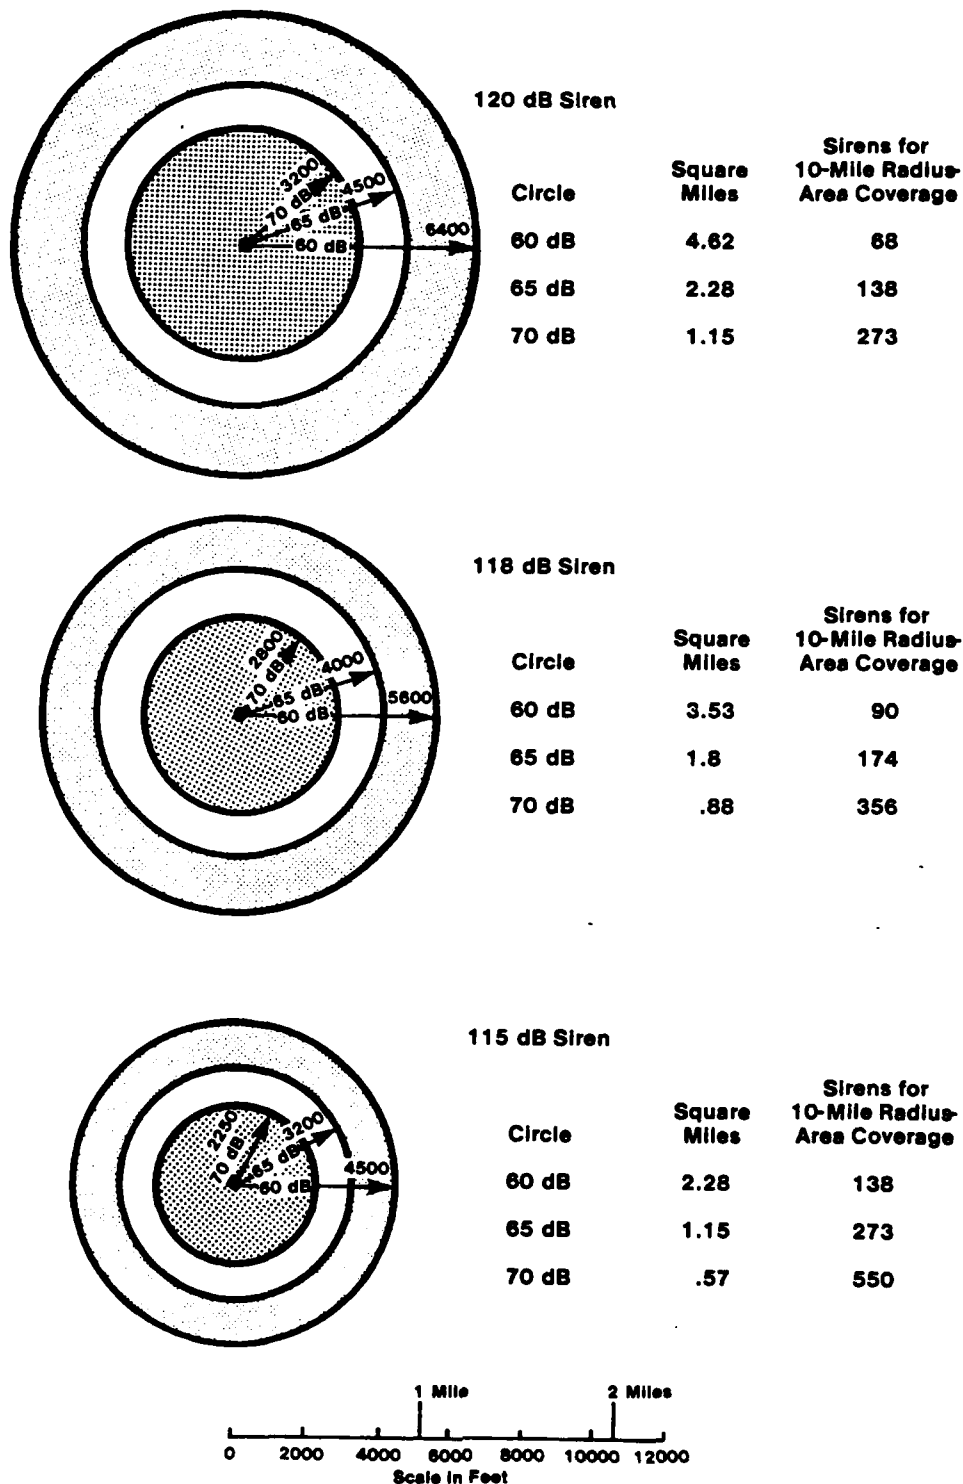 120 dB Siren
Circle Square Miles Sirens for 10-Mile Radius-Area Coverage
60 dB 4.62 68
65 dB 2.28 138
70 dB 1.15 273
3200
70 dB
4500
65 dB
6400
60 dB
118 dB Siren
Circle Square Miles Sirens for 10-Mile Radius-Area Coverage
60 dB 3.53 90
65 dB 1.8 174
70 dB .88 356
2800
70 dB
4000
65 dB
5600
60 dB
115 dB Siren
Circle Square Miles Sirens for 10-Mile Radius-Area Coverage
60 dB 2.28 138
65 dB 1.15 273
70 dB .57 550
2250
70 dB
3200
65 dB
4500
60 dB
1 Mile 2 Miles
0 2000 4000 6000 8000 10000 12000
Scale in Feet